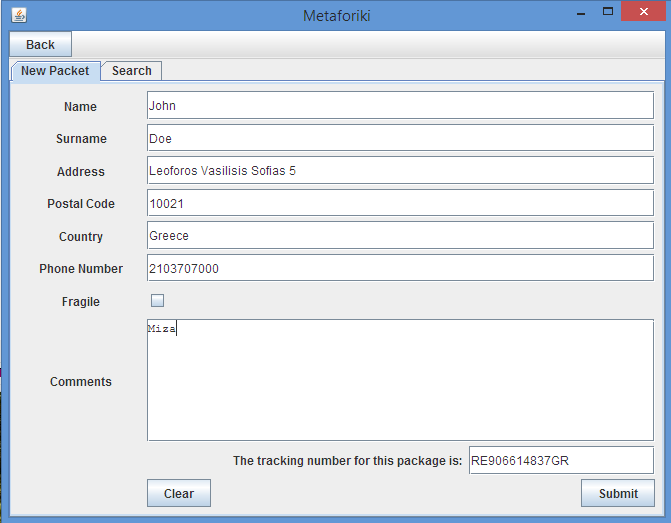 Metaforiki
Back
New Packet Search
Name John
Surname Doe
Address Leoforos Vasilisis Sofias 5
Postal Code 10021
Country Greece
Phone Number 2103707000
Fragile
Comments Miza
The tracking number for this package is: RE906614837GR
Clear Submit